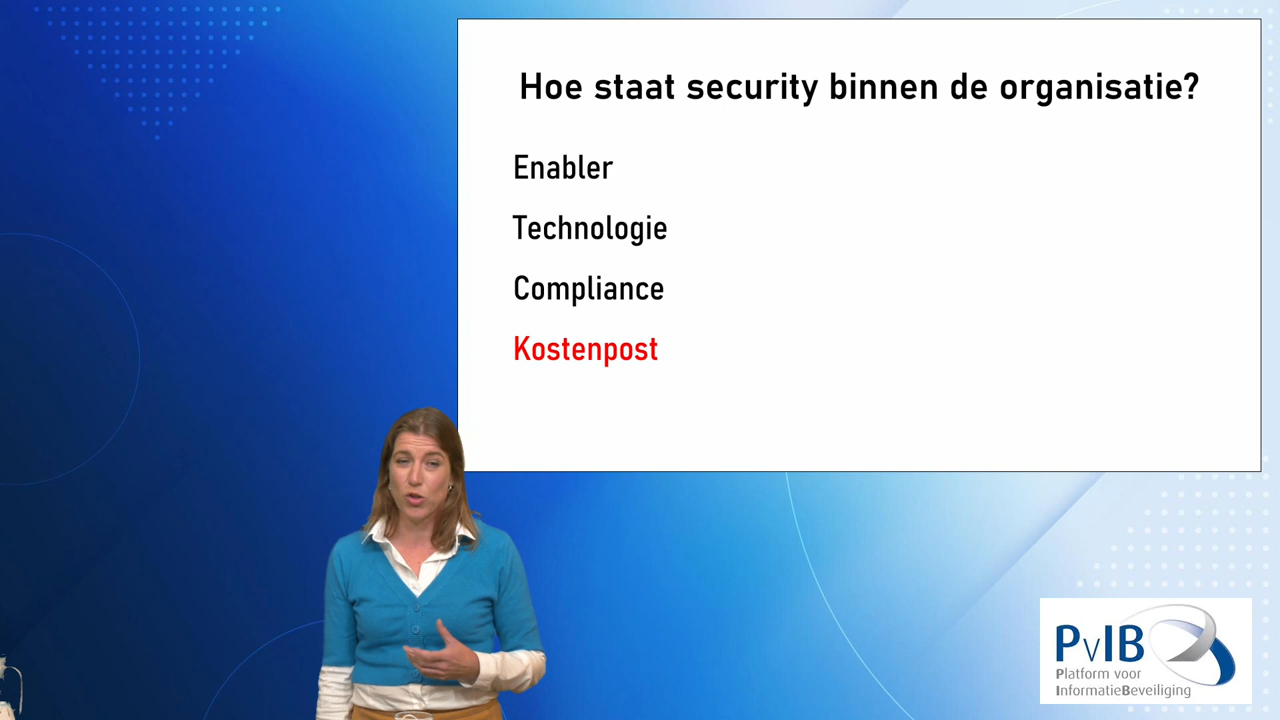 Hoe staat security binnen de organisatie?
Enabler
Technologie
Compliance
Kostenpost
PvIB
Platform voor
InformatieBeveiliging